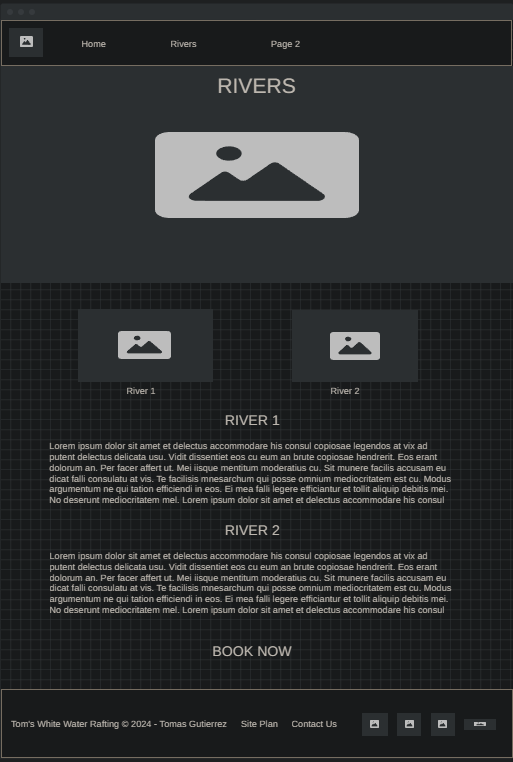 Home Rivers Page 2
RIVERS
River 1 River 2
RIVER 1
Lorem ipsum dolor sit amet et delectus accommodare his consul copiosae legendos at vix ad
putent delectus delicata usu. Vidit dissentiet eos cu eum an brute copiosae hendrerit. Eos erant
dolorum an. Per facer affert ut. Mei iisque mentitum moderatius cu. Sit munere facilis accusam eu
dicat falli consulatu at vis. Te facilisis mnesarchum qui posse omnium mediocritatem est cu. Modus
argumentum ne qui tation efficiendi in eos. Ei mea falli legere efficiantur et tollit aliquip debitis mei.
No deserunt mediocritatem mel. Lorem ipsum dolor sit amet et delectus accommodare his consul
RIVER 2
Lorem ipsum dolor sit amet et delectus accommodare his consul copiosae legendos at vix ad
putent delectus delicata usu. Vidit dissentiet eos cu eum an brute copiosae hendrerit. Eos erant
dolorum an. Per facer affert ut. Mei iisque mentitum moderatius cu. Sit munere facilis accusam eu
dicat falli consulatu at vis. Te facilisis mnesarchum qui posse omnium mediocritatem est cu. Modus
argumentum ne qui tation efficiendi in eos. Ei mea falli legere efficiantur et tollit aliquip debitis mei.
No deserunt mediocritatem mel. Lorem ipsum dolor sit amet et delectus accommodare his consul
BOOK NOW
Tom's White Water Rafting © 2024 - Tomas Gutierrez Site Plan Contact Us